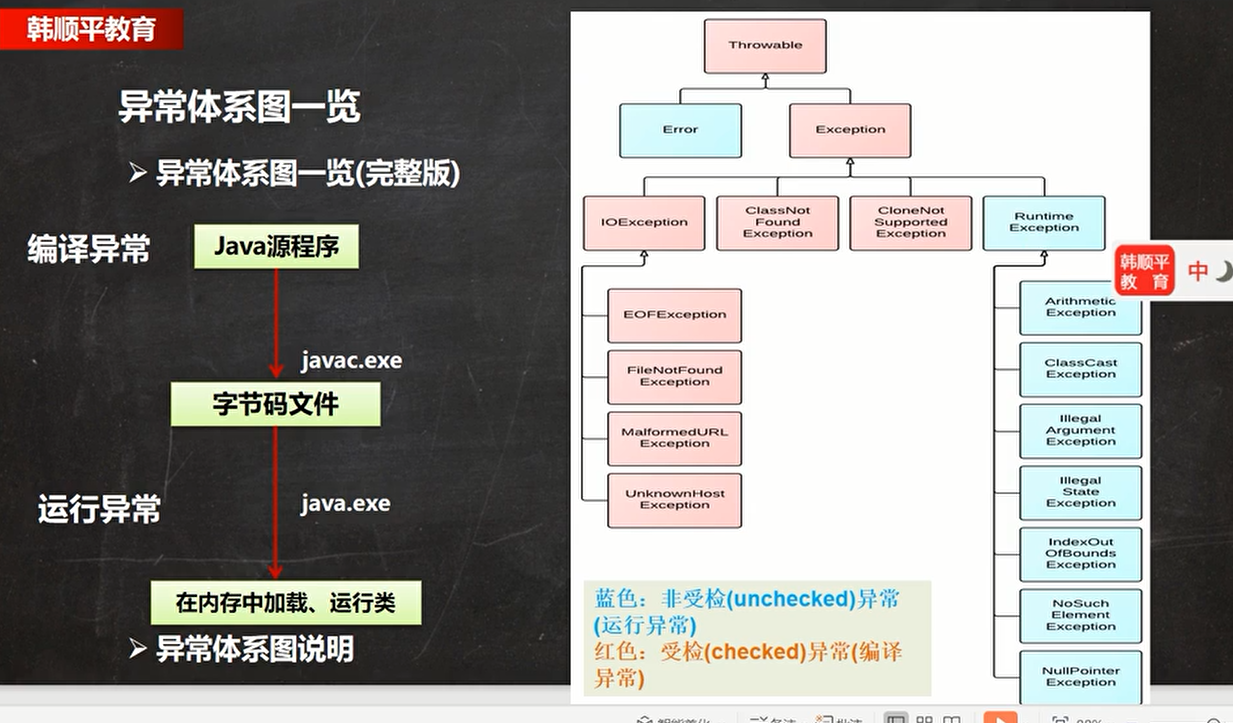 韩顺平教育
异常体系图一览
异常体系图一览(完整版)
编译异常
Java源程序
javac.exe
字节码文件
运行异常
java.exe
在内存中加载、运行类
异常体系图说明
Throwable
Error
Exception
IOException
ClassNot
Found
Exception
CloneNot
Supported
Exception
Runtime
Exception
EOFException
FileNotFound
Exception
MalformedURL
Exception
UnknownHost
Exception
Arithmetic
Exception
ClassCast
Exception
Illegal
Argument
Exception
Illegal
State
Exception
IndexOut
OfBounds
Exception
NoSuch
Element
Exception
NullPointer
Exception
蓝色：非受检(unchecked)异常
(运行异常)
红色：受检(checked)异常(编译
异常)
韩顺平
教 育
中